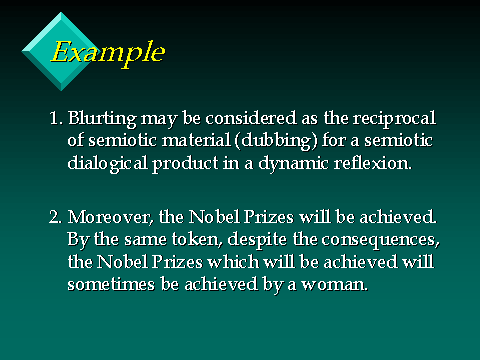 Example
1. Blurting may be considered as the reciprocal
of semiotic material (dubbing) for a semiotic
dialogical product in a dynamic reflexion.
2. Moreover, the Nobel Prizes will be achieved.
By the same token, despite the consequences,
the Nobel Prizes which will be achieved will
sometimes be achieved by a woman.